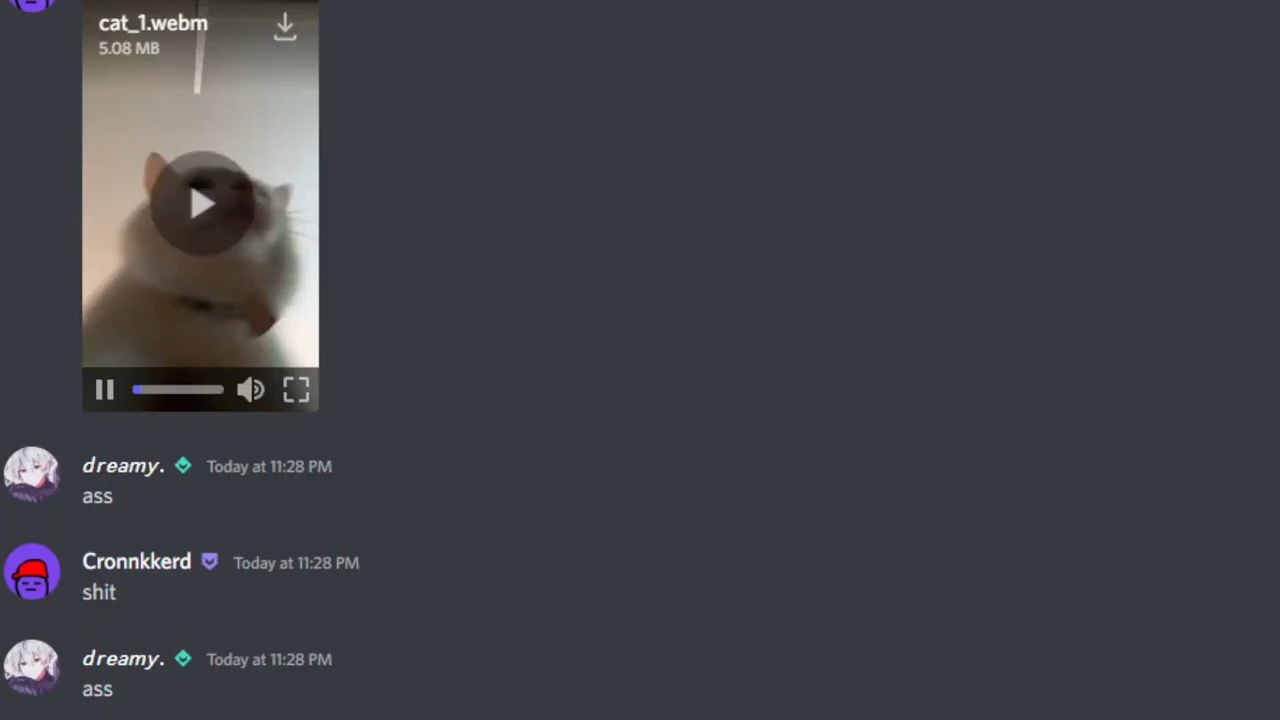 cat_1.webm
5.08 MB
dreamy. Today at 11:28 PM
ass
Cronnkkerd Today at 11:28 PM
shit
dreamy. Today at 11:28 PM
ass